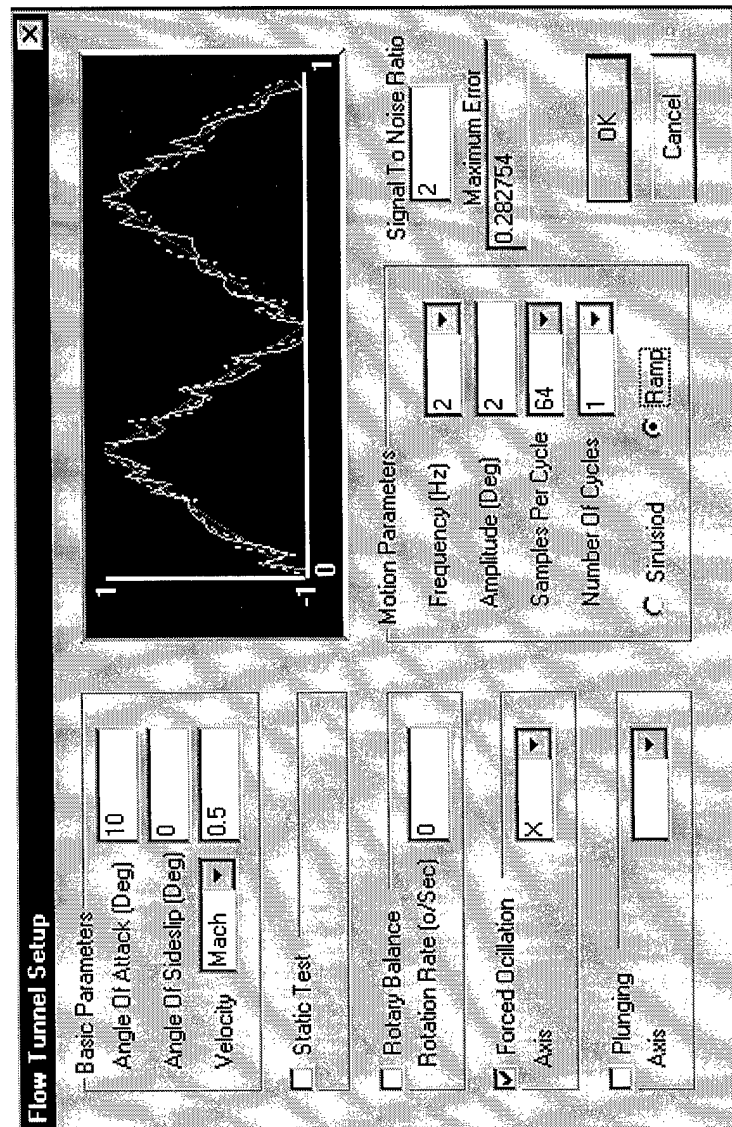 Flow Tunnel Setup
Basic Parameters
Angle Of Attack (Deg)
10
Angle Of Sideslip (Deg)
0
Velocity
Mach
0.5
Static Test
Rotary Balance
Rotation Rate (o/Sec)
0
Forced Ocillation
Axis
X
Plunging
Axis
1
-1
0
1
Motion Parameters
Frequency (Hz)
2
Amplitude (Deg)
2
Samples Per Cycle
64
Number Of Cycles
1
Sinusiod
Ramp
Signal To Noise Ratio
2
Maximum Error
0.282754
OK
Cancel